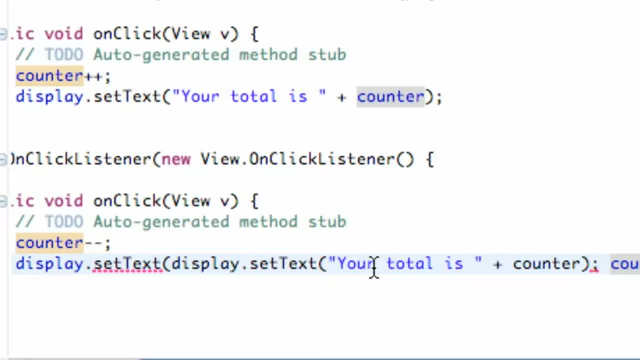 ic void onClick(View v) {
// TODO Auto-generated method stub
counter++;
display.setText("Your total is " + counter);
OnClickListener(new View.OnClickListener() {
ic void onClick(View v) {
// TODO Auto-generated method stub
counter--;
display.setText(display.setText("Your total is " + counter); cou